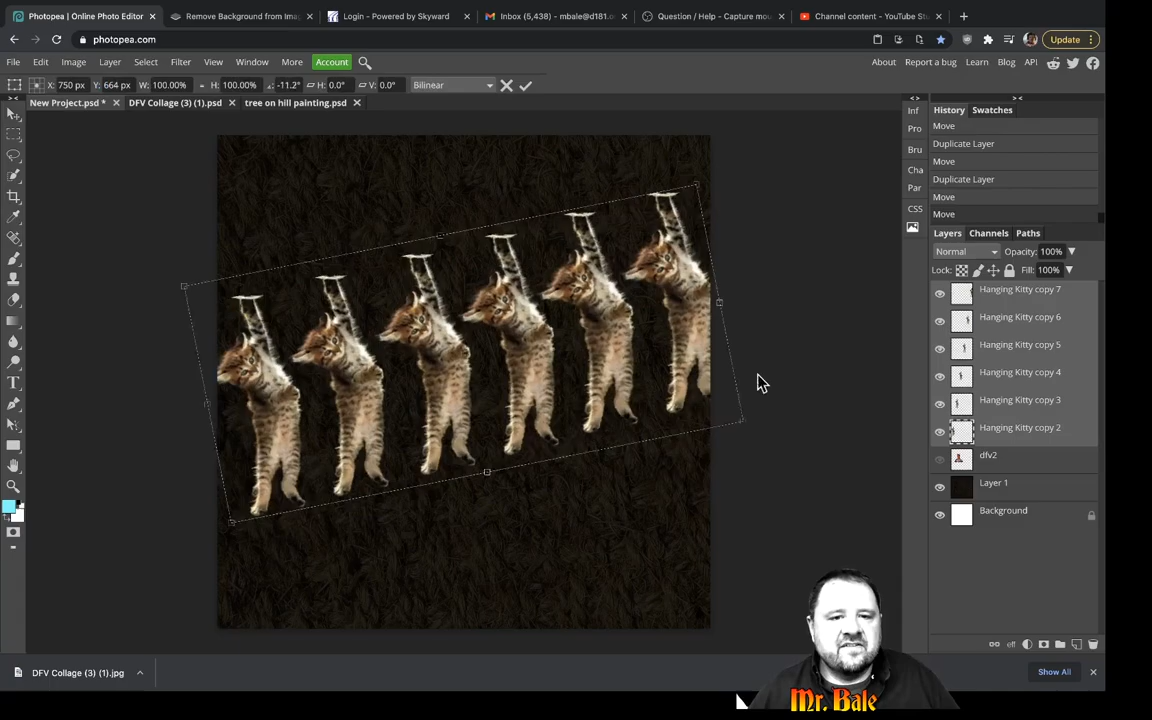 Photopea | Online Photo Editor
Remove Background from Imag
Login - Powered by Skyward
Inbox (5,438) - mbale@d181.o
Question / Help - Capture mou
Channel content - YouTube Stu
photopea.com
Update
File Edit Image Layer Select Filter View Window More Account
About Report a bug Learn Blog API
X: 750 px Y: 664 px W: 100.00% H: 100.00% -11.2° H: 0.0° V: 0.0° Bilinear
New Project.psd * DFV Collage (3) (1).psd tree on hill painting.psd
Inf
Pro
Bru
Cha
Par
CSS
History Swatches
Move
Duplicate Layer
Move
Duplicate Layer
Move
Move
Layers Channels Paths
Normal Opacity: 100%
Lock: Fill: 100%
Hanging Kitty copy 7
Hanging Kitty copy 6
Hanging Kitty copy 5
Hanging Kitty copy 4
Hanging Kitty copy 3
Hanging Kitty copy 2
dfv2
Layer 1
Background
eff
DFV Collage (3) (1).jpg
Show All
Mr. Bale